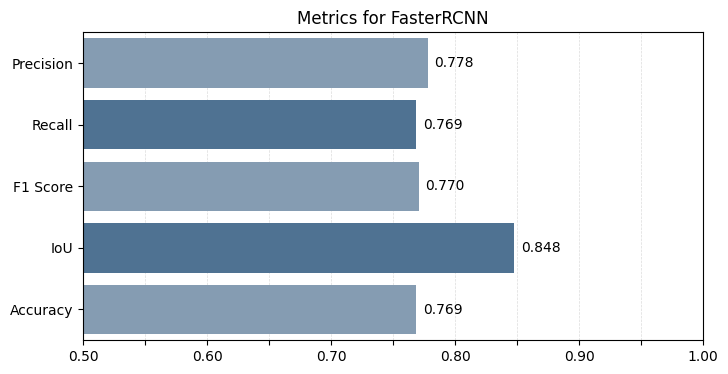 Metrics for FasterRCNN
Precision 0.778
Recall 0.769
F1 Score 0.770
IoU 0.848
Accuracy 0.769
0.50 0.60 0.70 0.80 0.90 1.00